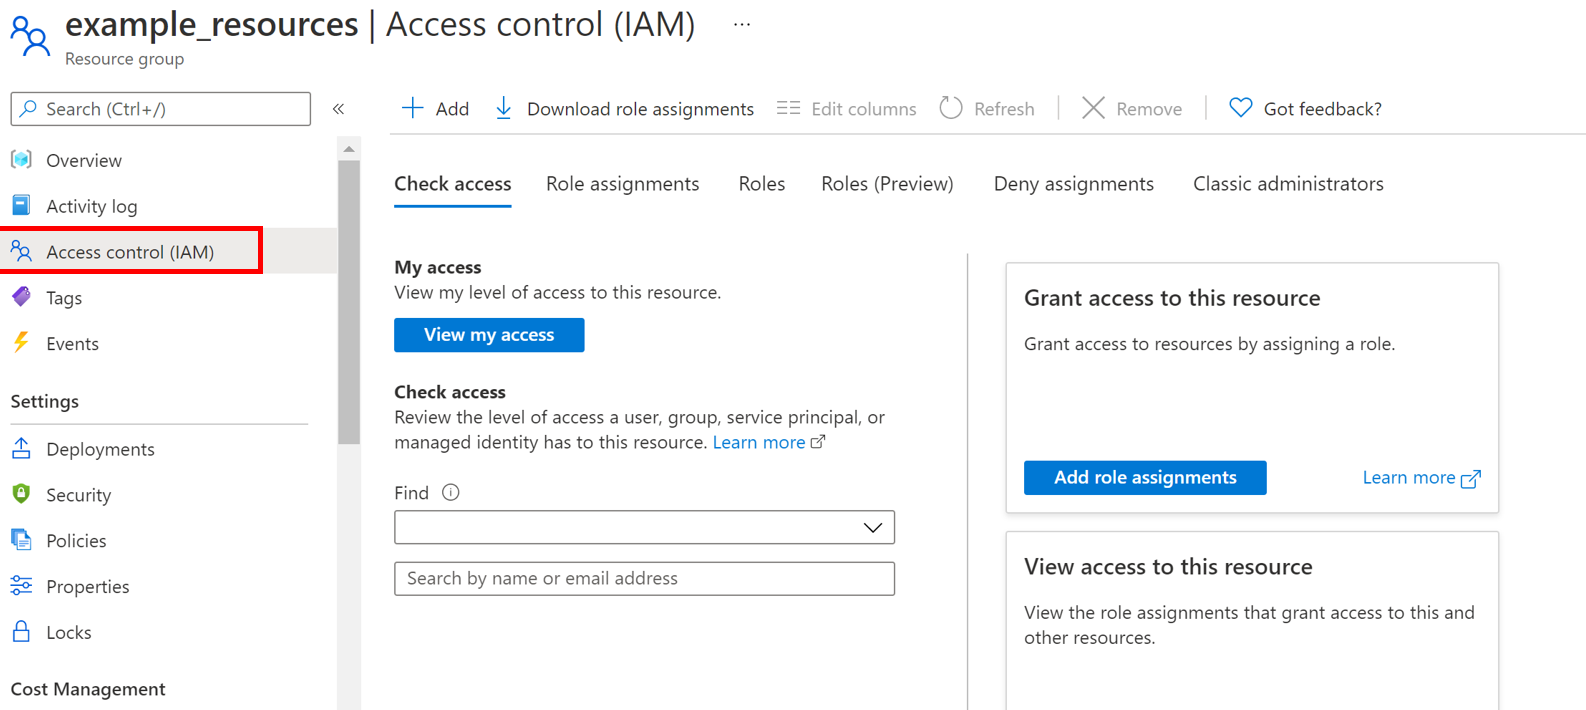 example_resources | Access control (IAM) ...
Resource group
Search (Ctrl+/)
«
Overview
Activity log
Access control (IAM)
Tags
Events
Settings
Deployments
Security
Policies
Properties
Locks
Cost Management
Add
Download role assignments
Edit columns
Refresh
Remove
Got feedback?
Check access
Role assignments
Roles
Roles (Preview)
Deny assignments
Classic administrators
My access
View my level of access to this resource.
View my access
Check access
Review the level of access a user, group, service principal, or
managed identity has to this resource. Learn more
Find
Search by name or email address
Grant access to this resource
Grant access to resources by assigning a role.
Add role assignments
Learn more
View access to this resource
View the role assignments that grant access to this and
other resources.